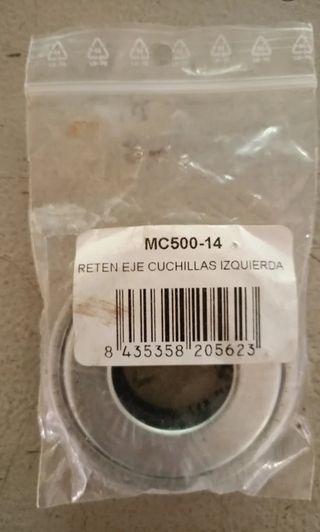 MC500-14
RETEN EJE CUCHILLAS IZQUIERDA
8 435358 205623